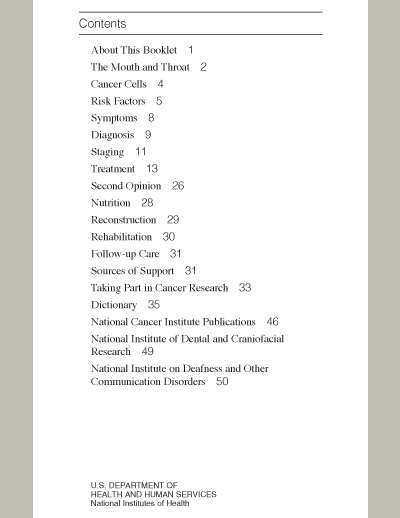 Contents
About This Booklet 1
The Mouth and Throat 2
Cancer Cells 4
Risk Factors 5
Symptoms 8
Diagnosis 9
Staging 11
Treatment 13
Second Opinion 26
Nutrition 28
Reconstruction 29
Rehabilitation 30
Follow-up Care 31
Sources of Support 31
Taking Part in Cancer Research 33
Dictionary 35
National Cancer Institute Publications 46
National Institute of Dental and Craniofacial
Research 49
National Institute on Deafness and Other
Communication Disorders 50
U.S. DEPARTMENT OF
HEALTH AND HUMAN SERVICES
National Institutes of Health